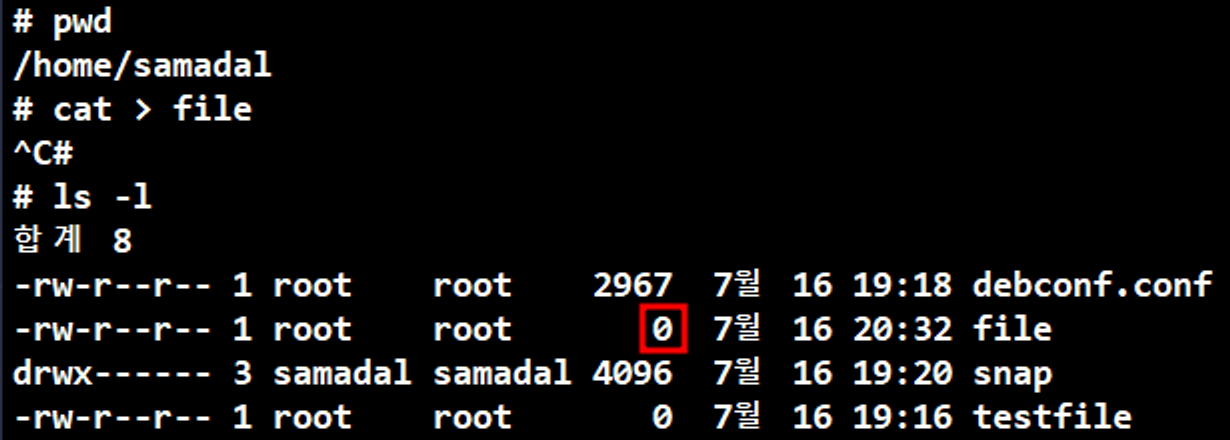 # pwd
/home/samadal
# cat > file
^C#
# ls -l
합계 8
-rw-r--r-- 1 root    root    2967  7월  16 19:18 debconf.conf
-rw-r--r-- 1 root    root       0  7월  16 20:32 file
drwx------ 3 samadal samadal 4096  7월  16 19:20 snap
-rw-r--r-- 1 root    root       0  7월  16 19:16 testfile